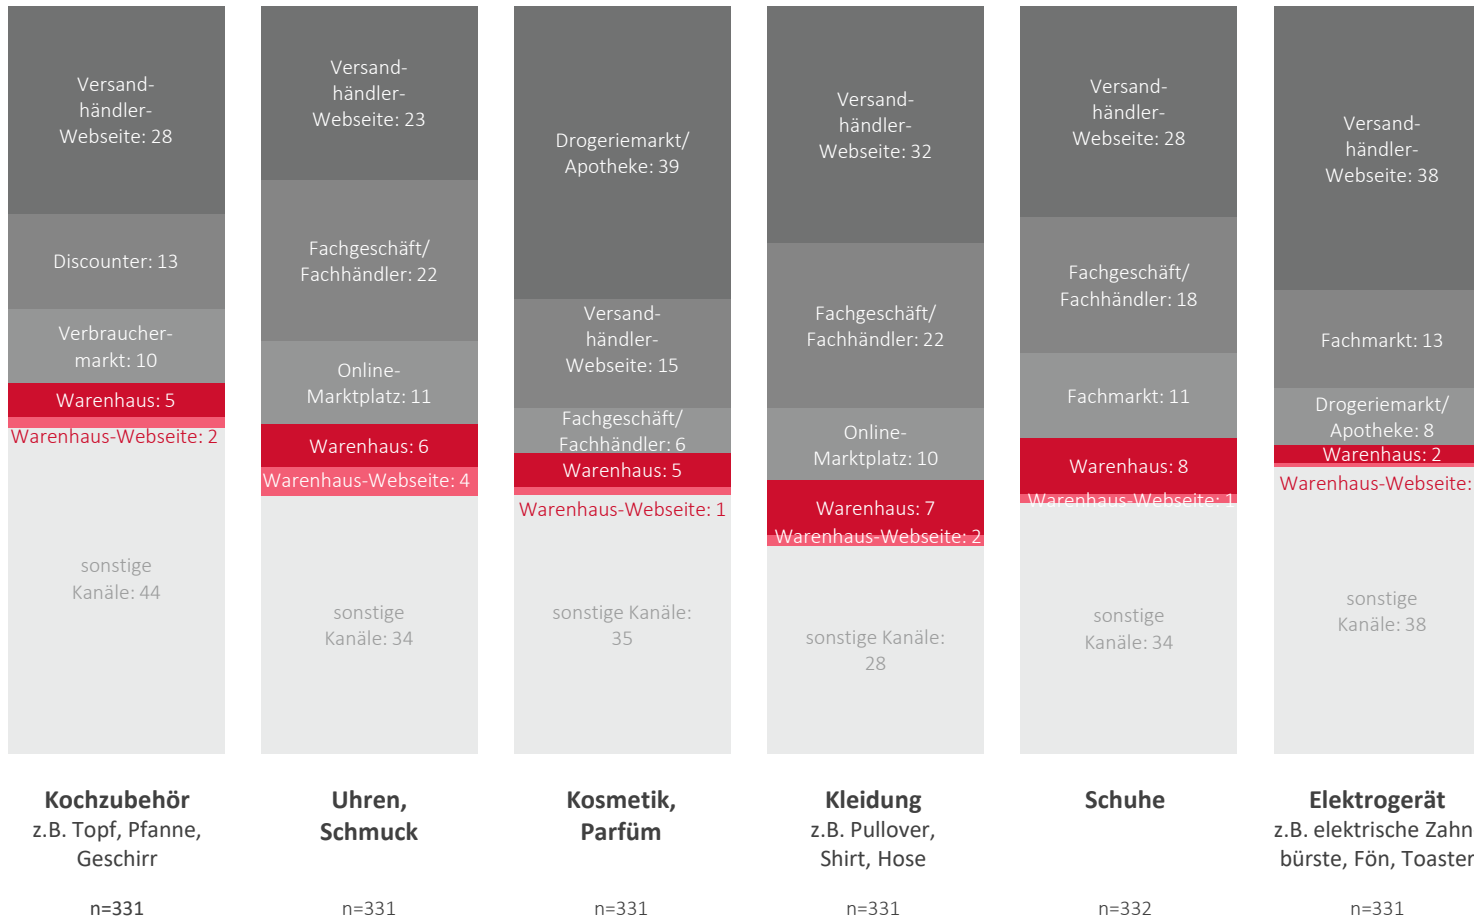 Versand-
händler-
Webseite: 28
Discounter: 13
Verbraucher-
markt: 10
Warenhaus: 5
Warenhaus-Webseite: 2
sonstige
Kanäle: 44
Kochzubehör
z.B. Topf, Pfanne,
Geschirr
n=331
Versand-
händler-
Webseite: 23
Fachgeschäft/
Fachhändler: 22
Online-
Marktplatz: 11
Warenhaus: 6
Warenhaus-Webseite: 4
sonstige
Kanäle: 34
Uhren,
Schmuck
n=331
Drogeriemarkt/
Apotheke: 39
Versand-
händler-
Webseite: 15
Fachgeschäft/
Fachhändler: 6
Warenhaus: 5
Warenhaus-Webseite: 1
sonstige Kanäle:
35
Kosmetik,
Parfüm
n=331
Versand-
händler-
Webseite: 32
Fachgeschäft/
Fachhändler: 22
Online-
Marktplatz: 10
Warenhaus: 7
Warenhaus-Webseite: 2
sonstige Kanäle:
28
Kleidung
z.B. Pullover,
Shirt, Hose
n=331
Versand-
händler-
Webseite: 28
Fachgeschäft/
Fachhändler: 18
Fachmarkt: 11
Warenhaus: 8
Warenhaus-Webseite: 1
sonstige
Kanäle: 34
Schuhe
n=332
Versand-
händler-
Webseite: 38
Fachmarkt: 13
Drogeriemarkt/
Apotheke: 8
Warenhaus: 2
Warenhaus-Webseite:
sonstige
Kanäle: 38
Elektrogerät
z.B. elektrische Zahn
bürste, Fön, Toaster
n=331